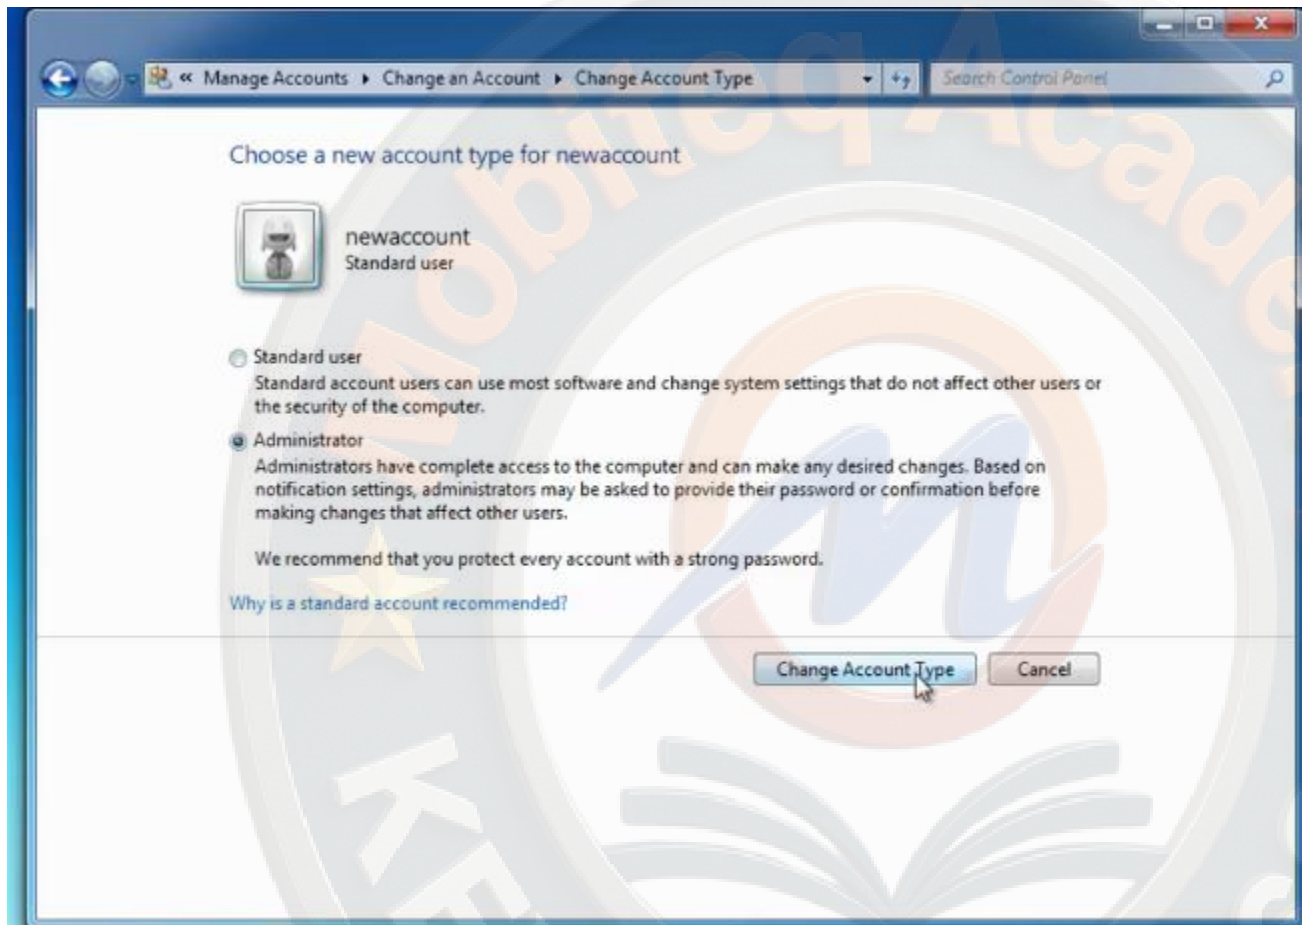 « Manage Accounts ▸ Change an Account ▸ Change Account Type
Search Control Panel
Choose a new account type for newaccount
newaccount
Standard user
Standard user
Standard account users can use most software and change system settings that do not affect other users or
the security of the computer.
Administrator
Administrators have complete access to the computer and can make any desired changes. Based on
notification settings, administrators may be asked to provide their password or confirmation before
making changes that affect other users.
We recommend that you protect every account with a strong password.
Why is a standard account recommended?
Change Account Type
Cancel
Mobiteq Acade